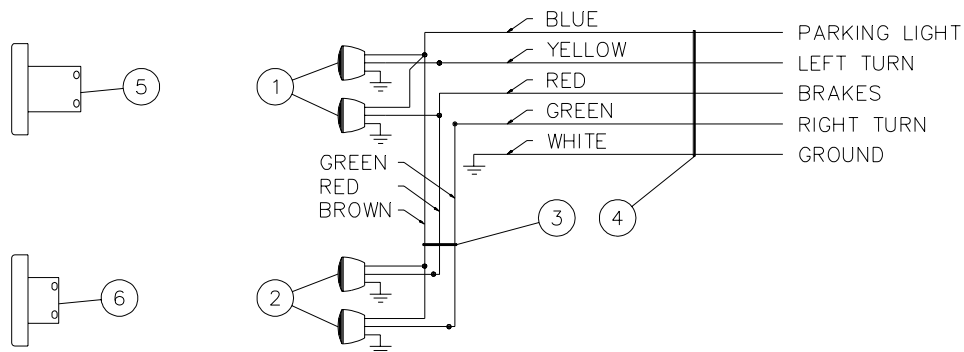 BLUE
PARKING LIGHT
YELLOW
LEFT TURN
RED
BRAKES
5
1
GREEN
RIGHT TURN
WHITE
GROUND
GREEN
RED
BROWN
3
4
6
2